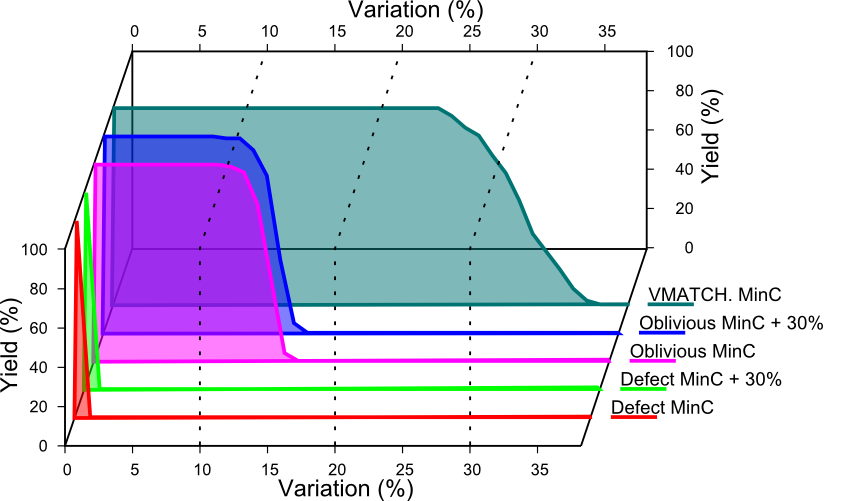 Variation (%)
0 5 10 15 20 25 30 35
100
80
60
40
20
0
Yield (%)
100
80
60
40
20
0
Yield (%)
VMATCH. MinC
Oblivious MinC + 30%
Oblivious MinC
Defect MinC + 30%
Defect MinC
0 5 10 15 20 25 30 35
Variation (%)